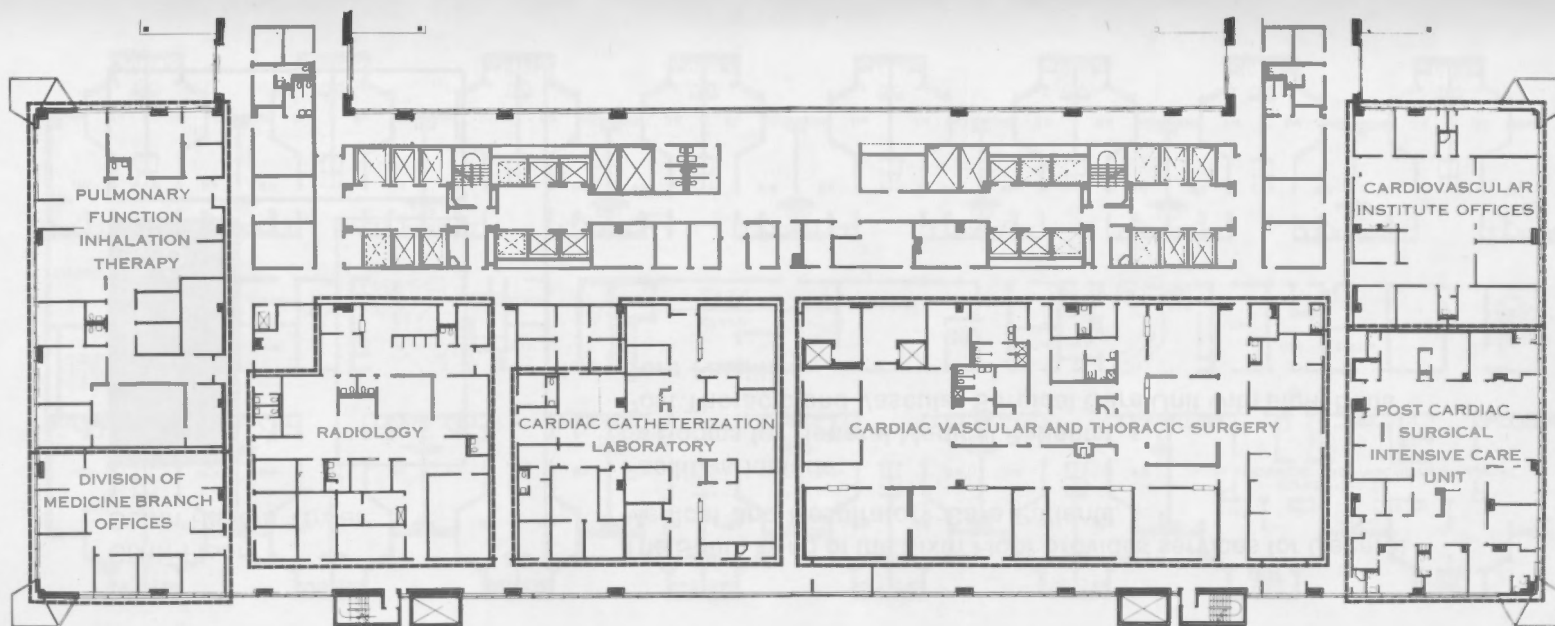 PULMONARY
FUNCTION
INHALATION
THERAPY
DIVISION OF
MEDICINE BRANCH
OFFICES
RADIOLOGY
CARDIAC CATHETERIZATION
LABORATORY
CARDIAC VASCULAR AND THORACIC SURGERY
CARDIOVASCULAR
INSTITUTE OFFICES
POST CARDIAC
SURGICAL
INTENSIVE CARE
UNIT